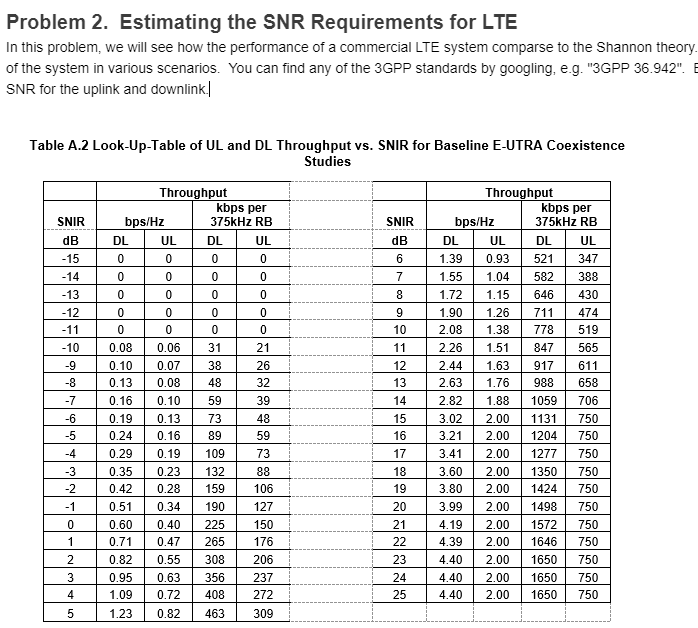 Problem 2. Estimating the SNR Requirements for LTE
In this problem, we will see how the performance of a commercial LTE system comparse to the Shannon theory.
of the system in various scenarios. You can find any of the 3GPP standards by googling, e.g. "3GPP 36.942".
SNR for the uplink and downlink.
Table A.2 Look-Up-Table of UL and DL Throughput vs. SNIR for Baseline E-UTRA Coexistence
Studies
Throughput Throughput
kbps per kbps per
SNIR bps/Hz 375kHz RB SNIR bps/Hz 375kHz RB
dB DL UL DL UL dB DL UL DL UL
-15 0 0 0 0 6 1.39 0.93 521 347
-14 0 0 0 0 7 1.55 1.04 582 388
-13 0 0 0 0 8 1.72 1.15 646 430
-12 0 0 0 0 9 1.90 1.26 711 474
-11 0 0 0 0 10 2.08 1.38 778 519
-10 0.08 0.06 31 21 11 2.26 1.51 847 565
-9 0.10 0.07 38 26 12 2.44 1.63 917 611
-8 0.13 0.08 48 32 13 2.63 1.76 988 658
-7 0.16 0.10 59 39 14 2.82 1.88 1059 706
-6 0.19 0.13 73 48 15 3.02 2.00 1131 750
-5 0.24 0.16 89 59 16 3.21 2.00 1204 750
-4 0.29 0.19 109 73 17 3.41 2.00 1277 750
-3 0.35 0.23 132 88 18 3.60 2.00 1350 750
-2 0.42 0.28 159 106 19 3.80 2.00 1424 750
-1 0.51 0.34 190 127 20 3.99 2.00 1498 750
0 0.60 0.40 225 150 21 4.19 2.00 1572 750
1 0.71 0.47 265 176 22 4.39 2.00 1646 750
2 0.82 0.55 308 206 23 4.40 2.00 1650 750
3 0.95 0.63 356 237 24 4.40 2.00 1650 750
4 1.09 0.72 408 272 25 4.40 2.00 1650 750
5 1.23 0.82 463 309